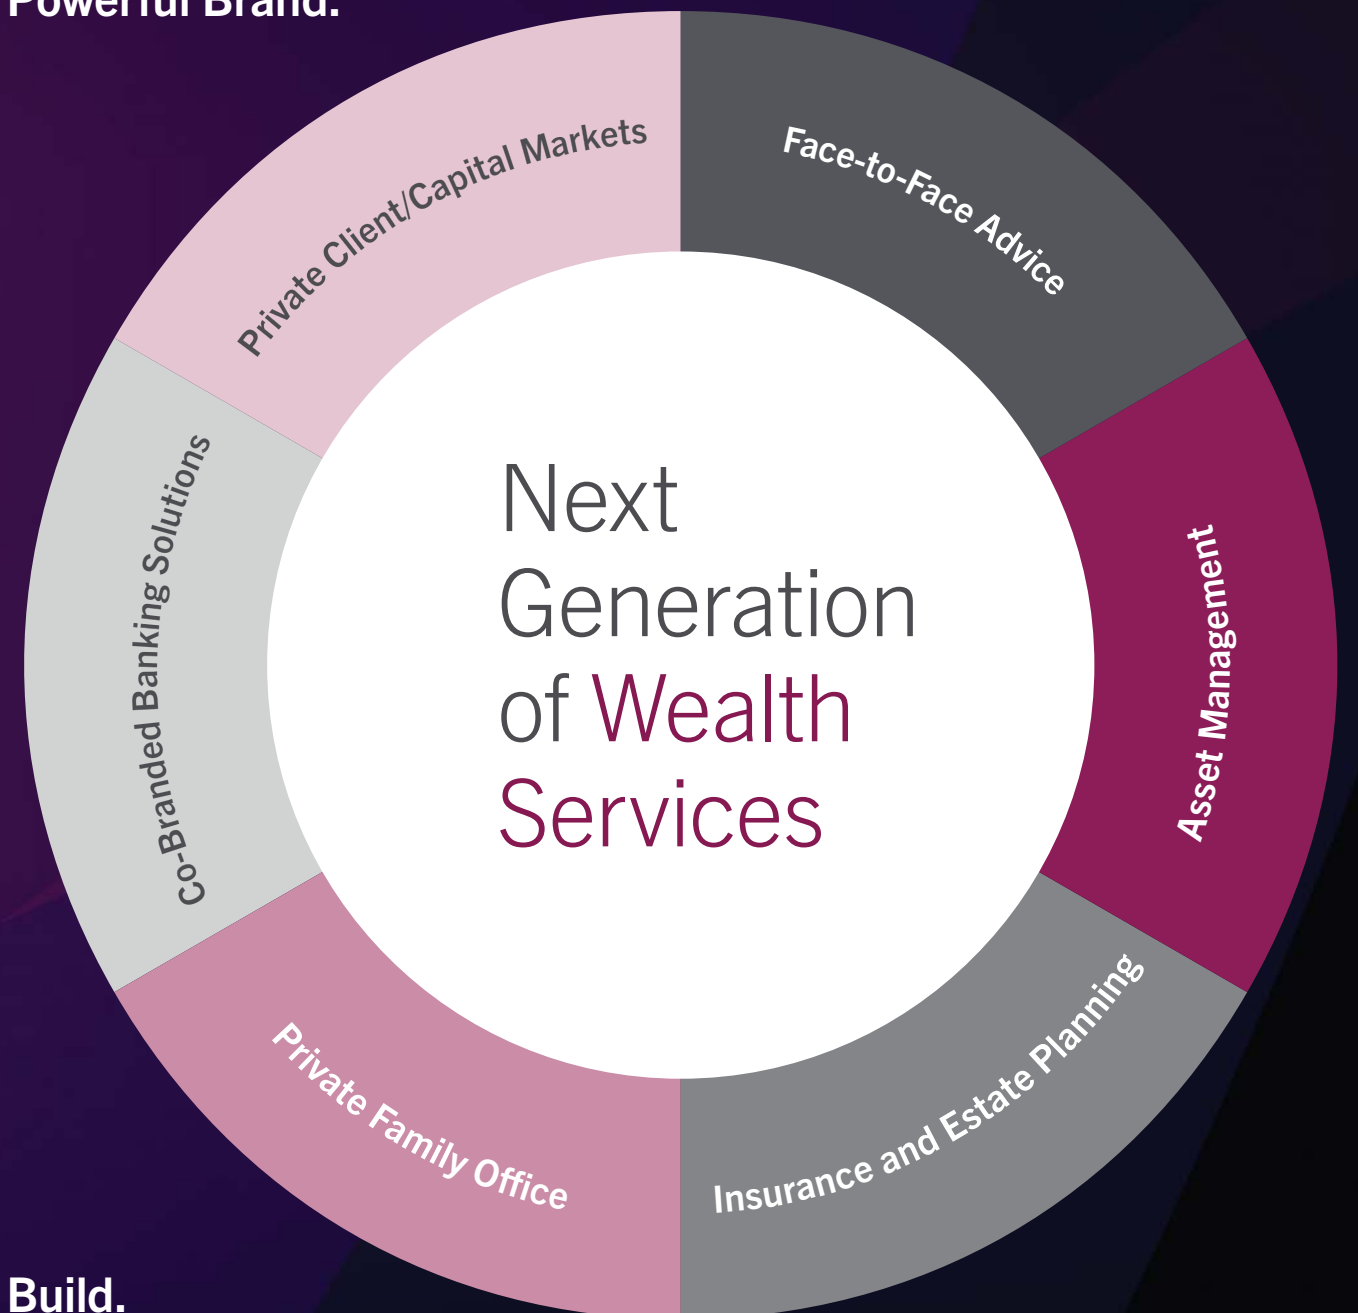 Powerful Brand.
Private Client/Capital Markets
Face-to-Face Advice
Co-Branded Banking Solutions
Next
Generation
of Wealth
Services
Asset Management
Private Family Office
Insurance and Estate Planning
Build.